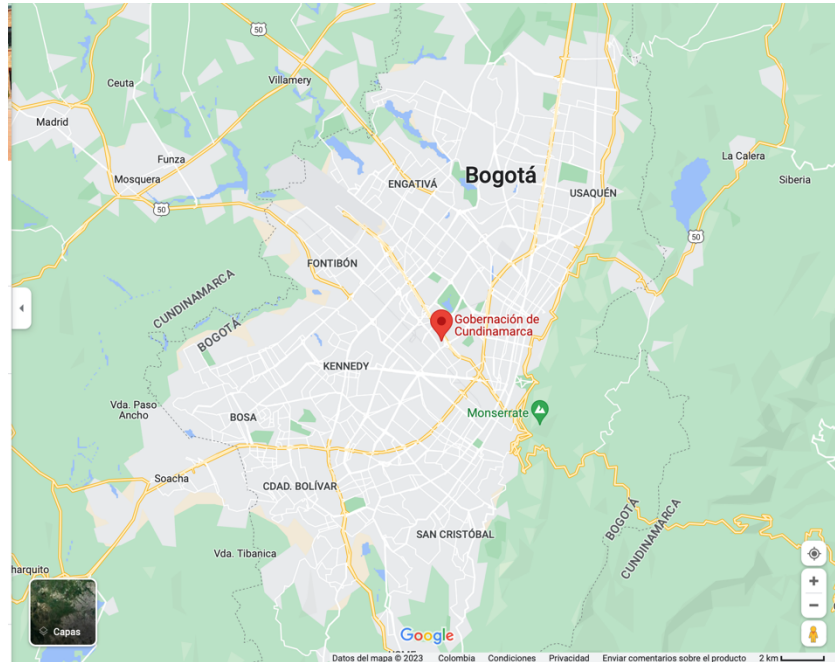 50
Ceuta
Villamery
Madrid
Funza
Mosquera
50
ENGATIVÁ
Bogotá
USAQUÉN
La Calera
Siberia
50
FONTIBÓN
CUNDINAMARCA
BOGOTÁ
Gobernación de
Cundinamarca
KENNEDY
Vda. Paso
Ancho
BOSA
Monserrate
Soacha
CDAD. BOLÍVAR
SAN CRISTÓBAL
BOGOTÁ
CUNDINAMARCA
Vda. Tibanica
harquito
Capas
Google
Datos del mapa © 2023 Colombia Condiciones Privacidad Enviar comentarios sobre el producto 2 km